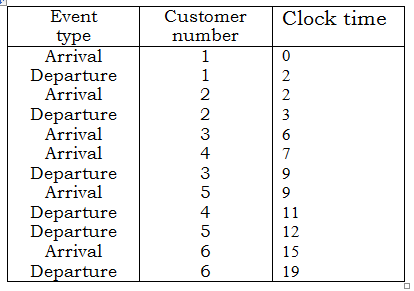 Event type Customer number Clock time
Arrival 1 0
Departure 1 2
Arrival 2 2
Departure 2 3
Arrival 3 6
Arrival 4 7
Departure 3 9
Arrival 5 9
Departure 4 11
Departure 5 12
Arrival 6 15
Departure 6 19